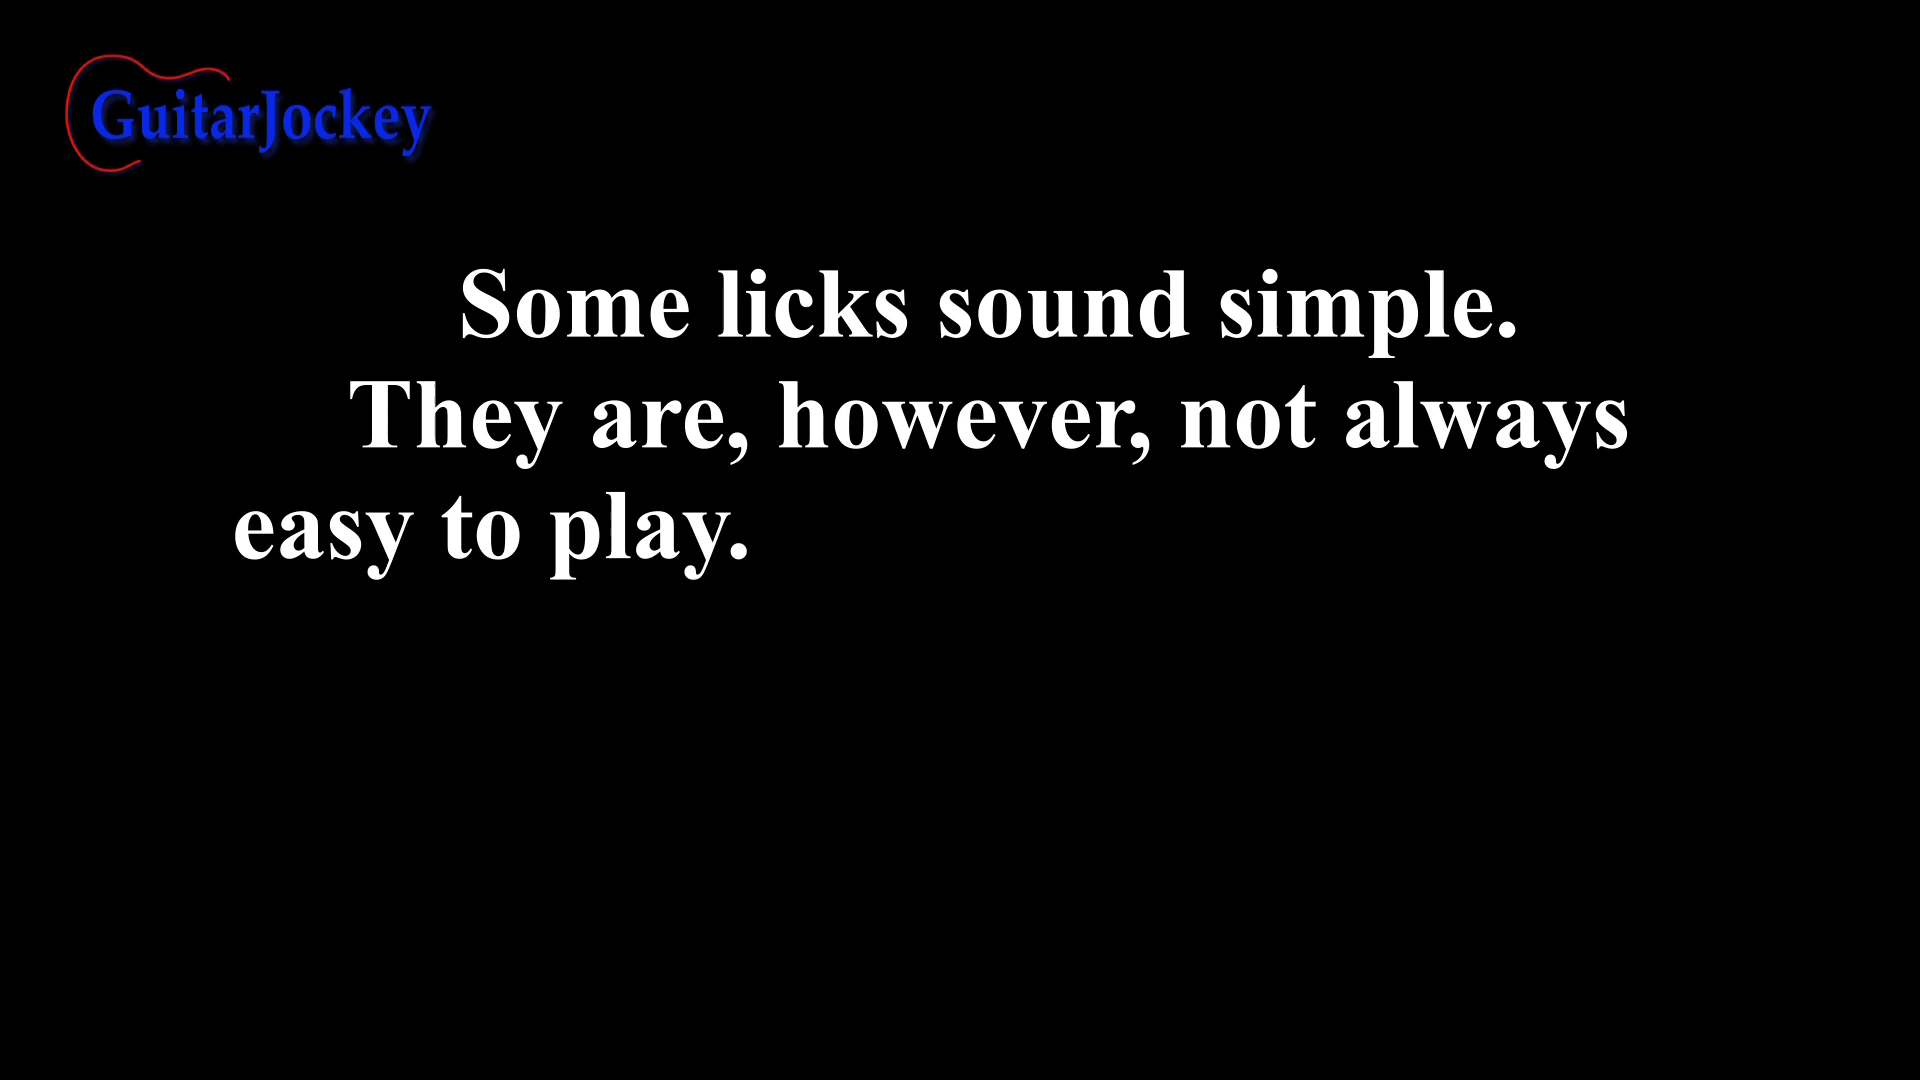 GuitarJockey
Some licks sound simple.
They are, however, not always
easy to play.